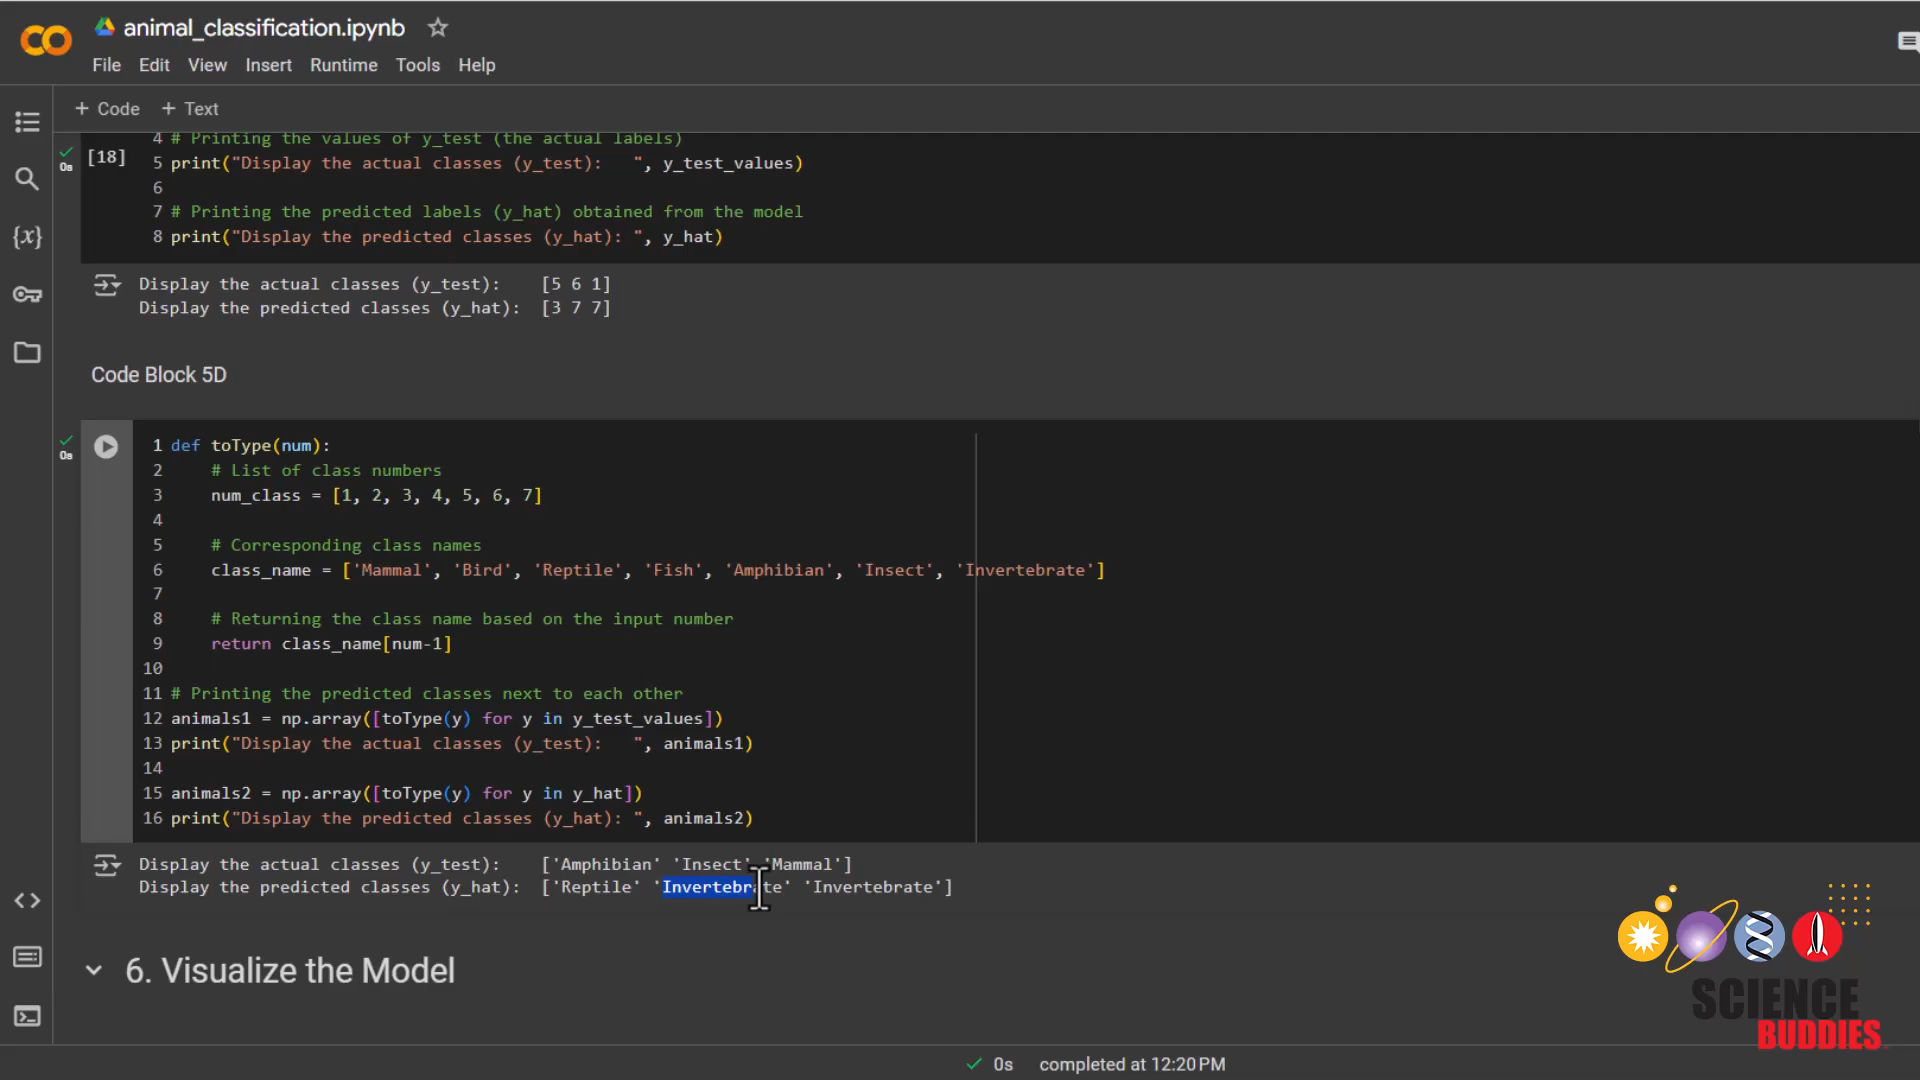 animal_classification.ipynb
File Edit View Insert Runtime Tools Help
+ Code + Text
0s [18]
4 # Printing the values of y_test (the actual labels)
5 print("Display the actual classes (y_test):   ", y_test_values)
6
7 # Printing the predicted labels (y_hat) obtained from the model
8 print("Display the predicted classes (y_hat): ", y_hat)
Display the actual classes (y_test):    [5 6 1]
Display the predicted classes (y_hat):  [3 7 7]
Code Block 5D
0s
1 def toType(num):
2     # List of class numbers
3     num_class = [1, 2, 3, 4, 5, 6, 7]
4
5     # Corresponding class names
6     class_name = ['Mammal', 'Bird', 'Reptile', 'Fish', 'Amphibian', 'Insect', 'Invertebrate']
7
8     # Returning the class name based on the input number
9     return class_name[num-1]
10
11 # Printing the predicted classes next to each other
12 animals1 = np.array([toType(y) for y in y_test_values])
13 print("Display the actual classes (y_test):   ", animals1)
14
15 animals2 = np.array([toType(y) for y in y_hat])
16 print("Display the predicted classes (y_hat): ", animals2)
Display the actual classes (y_test):    ['Amphibian' 'Insect' 'Mammal']
Display the predicted classes (y_hat):  ['Reptile' 'Invertebrate' 'Invertebrate']
6. Visualize the Model
SCIENCE
BUDDIES
0s completed at 12:20 PM